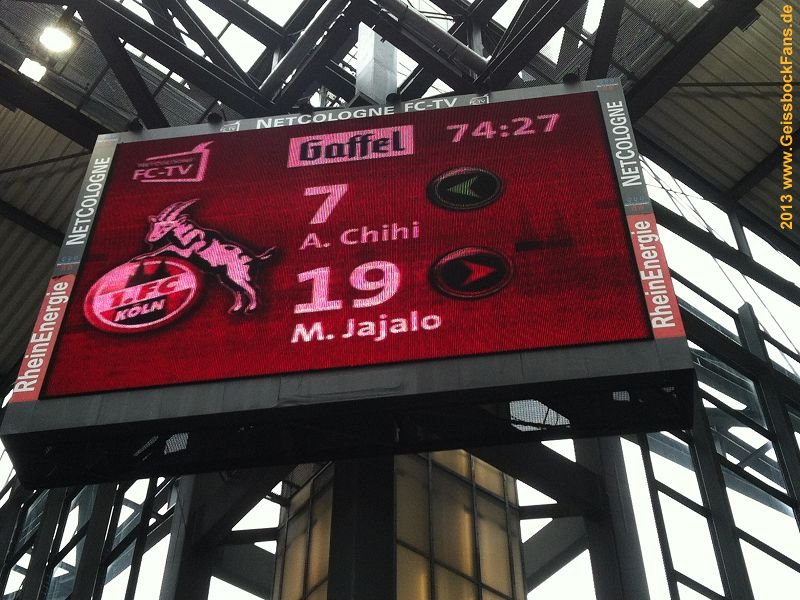 NETCOLOGNE FC-TV
NETCOLOGNE
RheinEnergie
FC-TV
Gaffel
74:27
7
A. Chihi
19
M. Jajalo
1.FC
KÖLN
NETCOLOGNE
RheinEnergie
2013 www.GeissbockFans.de